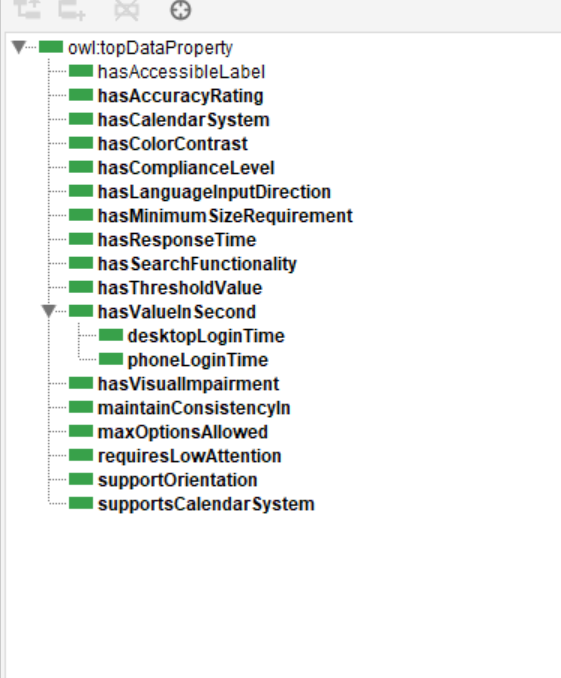 owl:topDataProperty
hasAccessibleLabel
hasAccuracyRating
hasCalendarSystem
hasColorContrast
hasComplianceLevel
hasLanguageInputDirection
hasMinimumSizeRequirement
hasResponseTime
hasSearchFunctionality
hasThresholdValue
hasValueInSecond
desktopLoginTime
phoneLoginTime
hasVisualImpairment
maintainConsistencyIn
maxOptionsAllowed
requiresLowAttention
supportOrientation
supportsCalendarSystem